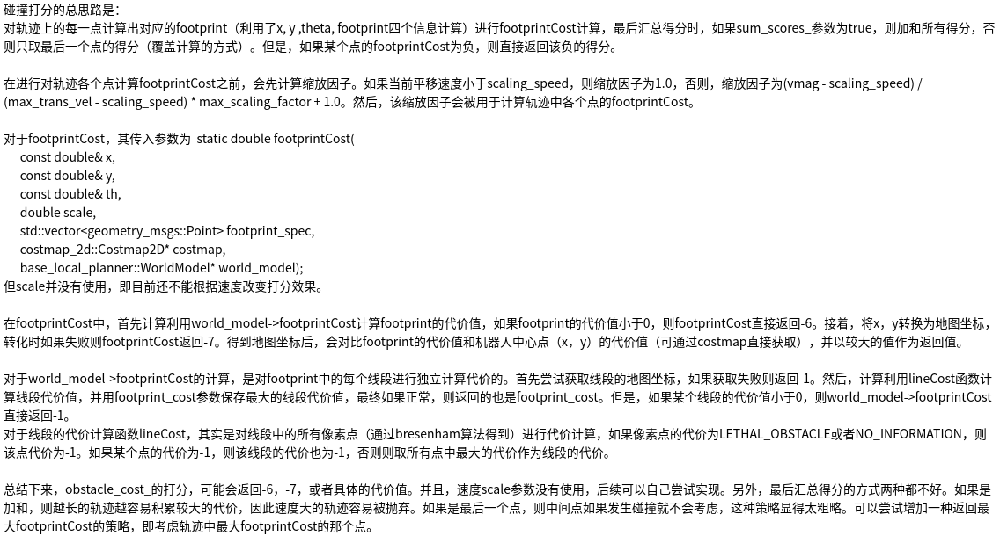 碰撞打分的总思路是：
对轨迹上的每一点计算出对应的footprint（利用了x, y ,theta, footprint四个信息计算）进行footprintCost计算，最后汇总得分时，如果sum_scores_参数为true，则加和所有得分，否
则只取最后一个点的得分（覆盖计算的方式）。但是，如果某个点的footprintCost为负，则直接返回该负的得分。
在进行对轨迹各个点计算footprintCost之前，会先计算缩放因子。如果当前平移速度小于scaling_speed，则缩放因子为1.0，否则，缩放因子为(vmag - scaling_speed) /
(max_trans_vel - scaling_speed) * max_scaling_factor + 1.0。然后，该缩放因子会被用于计算轨迹中各个点的footprintCost。
对于footprintCost，其传入参数为  static double footprintCost(
const double& x,
const double& y,
const double& th,
double scale,
std::vector<geometry_msgs::Point> footprint_spec,
costmap_2d::Costmap2D* costmap,
base_local_planner::WorldModel* world_model);
但scale并没有使用，即目前还不能根据速度改变打分效果。
在footprintCost中，首先计算利用world_model->footprintCost计算footprint的代价值，如果footprint的代价值小于0，则footprintCost直接返回-6。接着，将x，y转换为地图坐标，
转化时如果失败则footprintCost返回-7。得到地图坐标后，会对比footprint的代价值和机器人中心点（x，y）的代价值（可通过costmap直接获取），并以较大的值作为返回值。
对于world_model->footprintCost的计算，是对footprint中的每个线段进行独立计算代价的。首先尝试获取线段的地图坐标，如果获取失败则返回-1。然后，计算利用lineCost函数计
算线段代价值，并用footprint_cost参数保存最大的线段代价值，最终如果正常，则返回的也是footprint_cost。但是，如果某个线段的代价值小于0，则world_model->footprintCost
直接返回-1。
对于线段的代价计算函数lineCost，其实是对线段中的所有像素点（通过bresenham算法得到）进行代价计算，如果像素点的代价为LETHAL_OBSTACLE或者NO_INFORMATION，则
该点代价为-1。如果某个点的代价为-1，则该线段的代价也为-1，否则则取所有点中最大的代价作为线段的代价。
总结下来，obstacle_cost_的打分，可能会返回-6，-7，或者具体的代价值。并且，速度scale参数没有使用，后续可以自己尝试实现。另外，最后汇总得分的方式两种都不好。如果是
加和，则越长的轨迹越容易积累较大的代价，因此速度大的轨迹容易被抛弃。如果是最后一个点，则中间点如果发生碰撞就不会考虑，这种策略显得太粗略。可以尝试增加一种返回最
大footprintCost的策略，即考虑轨迹中最大footprintCost的那个点。